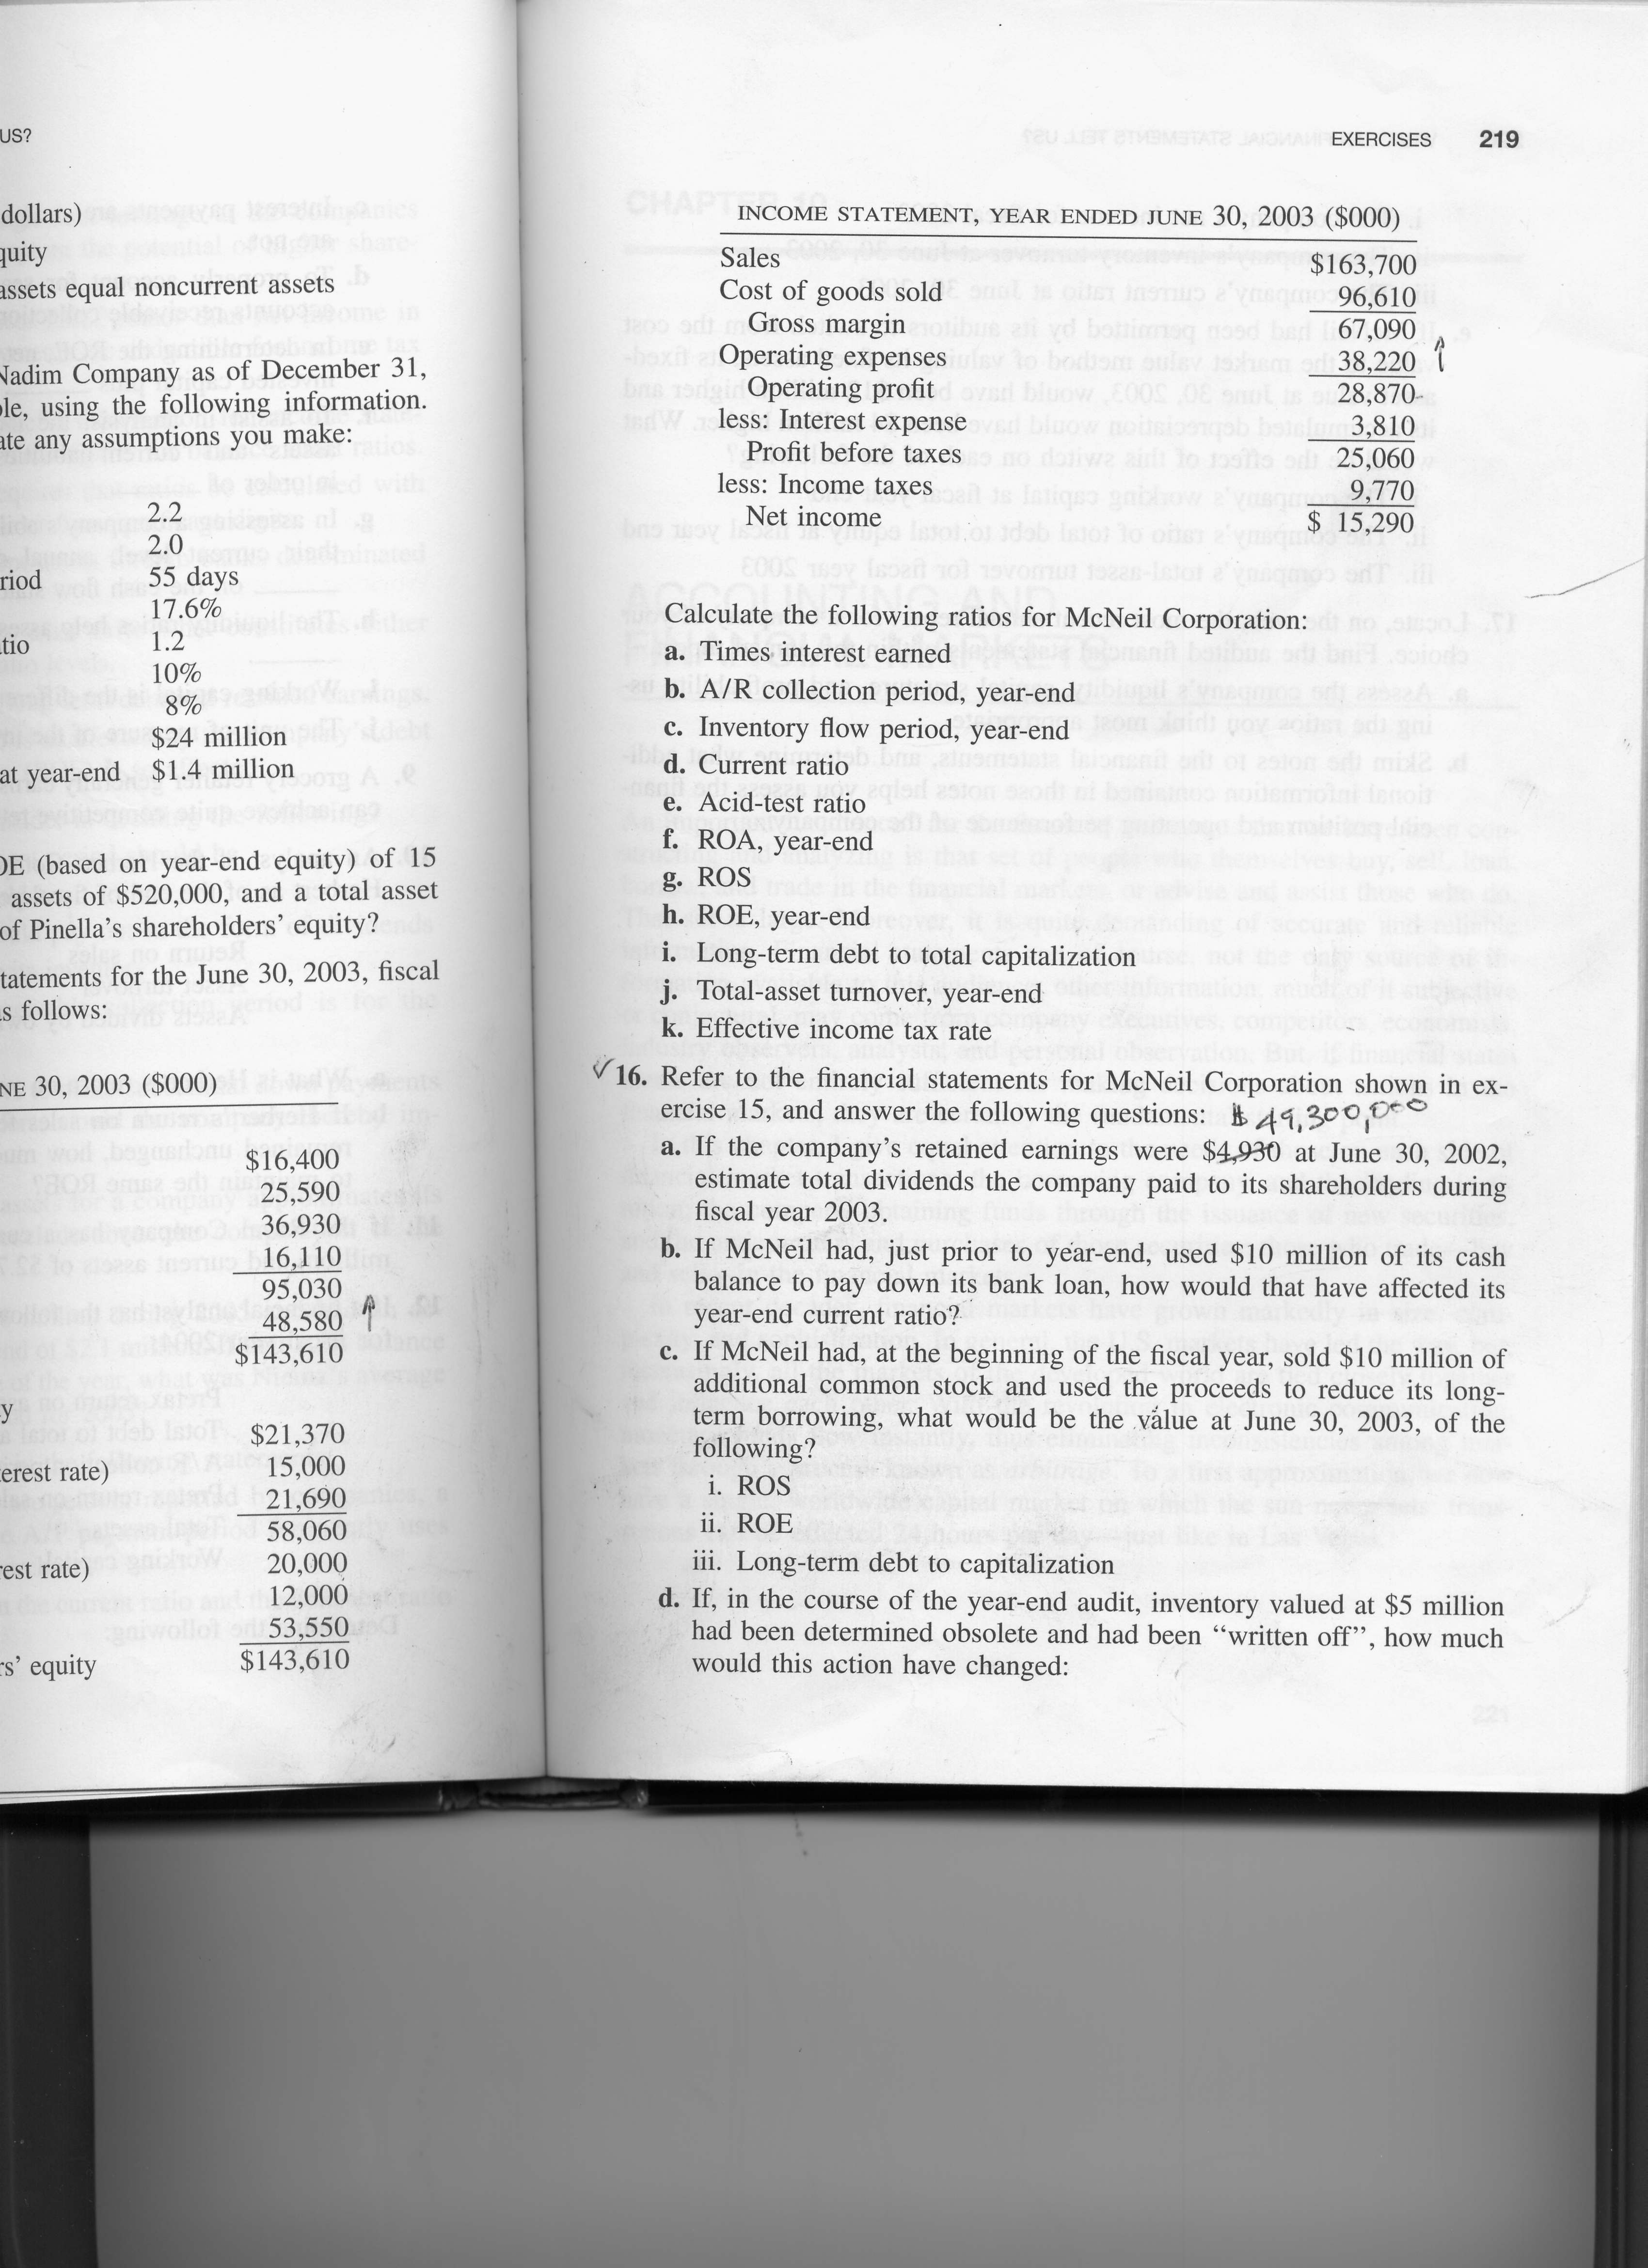 US?
dollars)
quity
assets equal noncurrent assets
Nadim Company as of December 31,
ble, using the following information.
ate any assumptions you make:
2.2
2.0
riod 55 days
17.6%
tio 1.2
10%
8%
$24 million
at year-end $1.4 million
OE (based on year-end equity) of 15
assets of $520,000, and a total asset
of Pinella's shareholders' equity?
tatements for the June 30, 2003, fiscal
s follows:
NE 30, 2003 ($000)
$16,400
25,590
36,930
16,110
95,030
48,580
$143,610
y
$21,370
erest rate) 15,000
21,690
58,060
rest rate) 20,000
12,000
53,550
rs' equity $143,610
EXERCISES 219
INCOME STATEMENT, YEAR ENDED JUNE 30, 2003 ($000)
Sales $163,700
Cost of goods sold 96,610
Gross margin 67,090
Operating expenses 38,220
Operating profit 28,870
less: Interest expense 3,810
Profit before taxes 25,060
less: Income taxes 9,770
Net income $ 15,290
Calculate the following ratios for McNeil Corporation:
a. Times interest earned
b. A/R collection period, year-end
c. Inventory flow period, year-end
d. Current ratio
e. Acid-test ratio
f. ROA, year-end
g. ROS
h. ROE, year-end
i. Long-term debt to total capitalization
j. Total-asset turnover, year-end
k. Effective income tax rate
16. Refer to the financial statements for McNeil Corporation shown in ex-
ercise 15, and answer the following questions: $49,300,000
a. If the company's retained earnings were $4,930 at June 30, 2002,
estimate total dividends the company paid to its shareholders during
fiscal year 2003.
b. If McNeil had, just prior to year-end, used $10 million of its cash
balance to pay down its bank loan, how would that have affected its
year-end current ratio?
c. If McNeil had, at the beginning of the fiscal year, sold $10 million of
additional common stock and used the proceeds to reduce its long-
term borrowing, what would be the value at June 30, 2003, of the
following?
i. ROS
ii. ROE
iii. Long-term debt to capitalization
d. If, in the course of the year-end audit, inventory valued at $5 million
had been determined obsolete and had been "written off", how much
would this action have changed: